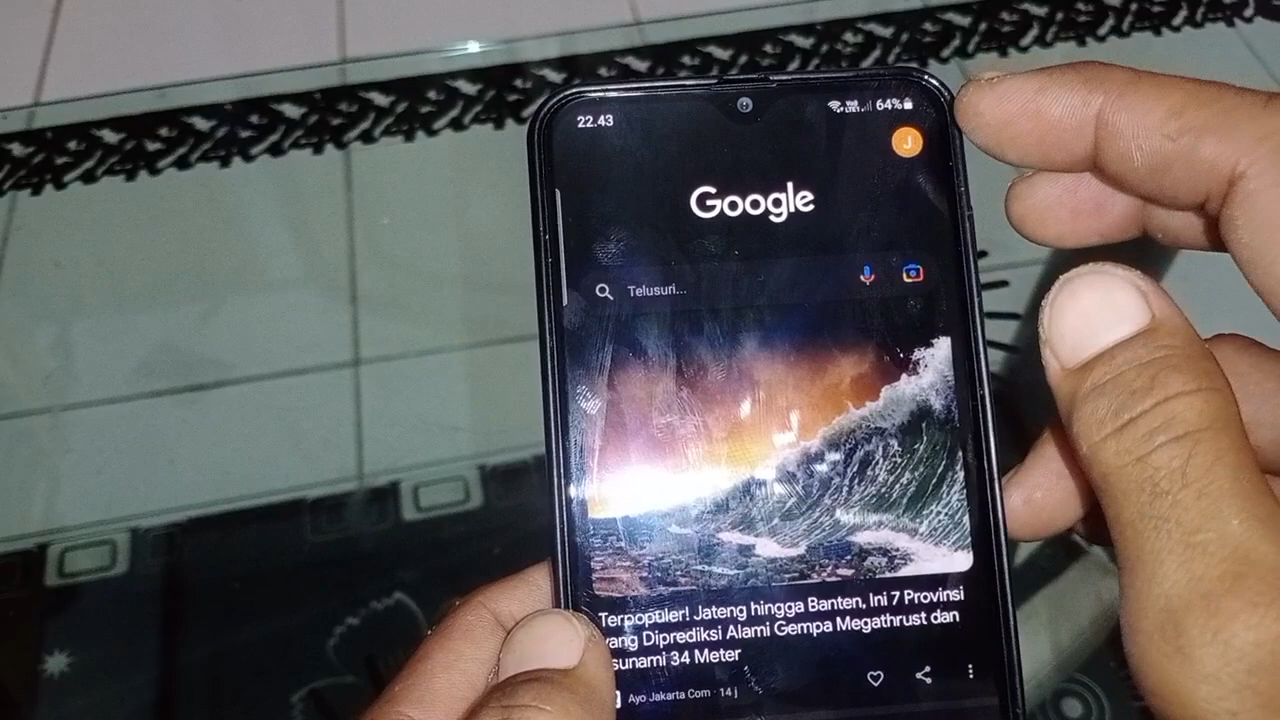 22.43
64%
J
Google
Telusuri...
Terpopuler! Jateng hingga Banten, Ini 7 Provinsi
yang Diprediksi Alami Gempa Megathrust dan
sunami 34 Meter
Ayo Jakarta Com · 14 j